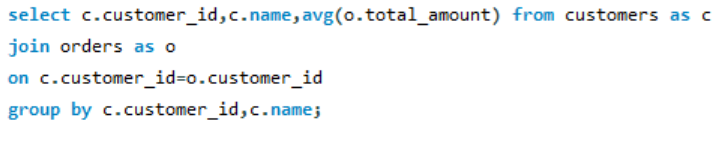 select c.customer_id,c.name,avg(o.total_amount) from customers as c
join orders as o
on c.customer_id=o.customer_id
group by c.customer_id,c.name;